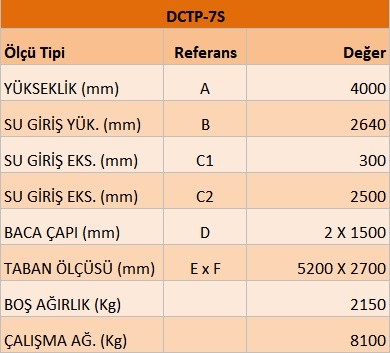 DCTP-7S
Ölçü Tipi Referans Değer
YÜKSEKLİK (mm) A 4000
SU GİRİŞ YÜK. (mm) B 2640
SU GİRİŞ EKS. (mm) C1 300
SU GİRİŞ EKS. (mm) C2 2500
BACA ÇAPI (mm) D 2 X 1500
TABAN ÖLÇÜSÜ (mm) E x F 5200 X 2700
BOŞ AĞIRLIK (Kg) 2150
ÇALIŞMA AĞ. (Kg) 8100